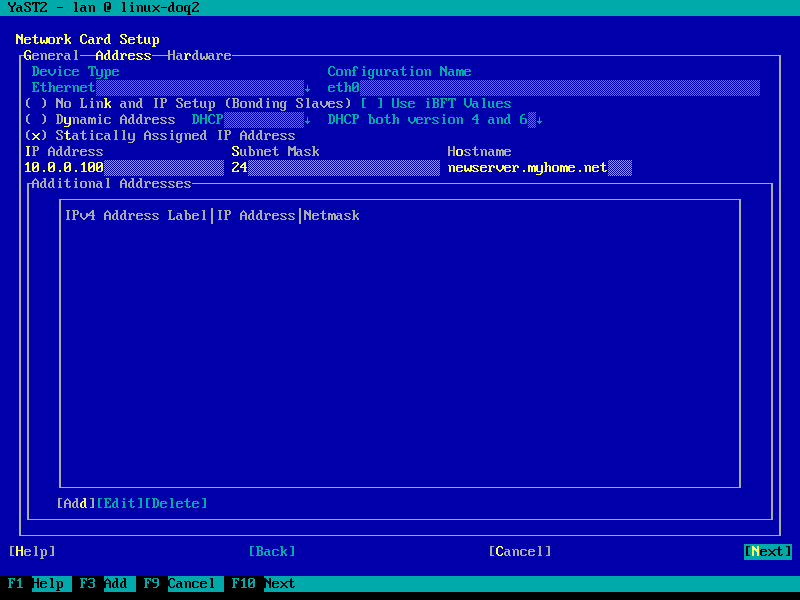 YaST2 - lan @ linux-doq2
Network Card Setup
General Address Hardware
Device Type Configuration Name
Ethernet ↓ eth0
( ) No Link and IP Setup (Bonding Slaves) [ ] Use iBFT Values
( ) Dynamic Address DHCP ↓ DHCP both version 4 and 6 ↓
(x) Statically Assigned IP Address
IP Address Subnet Mask Hostname
10.0.0.100 24 newserver.myhome.net
Additional Addresses
IPv4 Address Label|IP Address|Netmask
[Add][Edit][Delete]
[Help] [Back] [Cancel] [Next]
F1 Help F3 Add F9 Cancel F10 Next